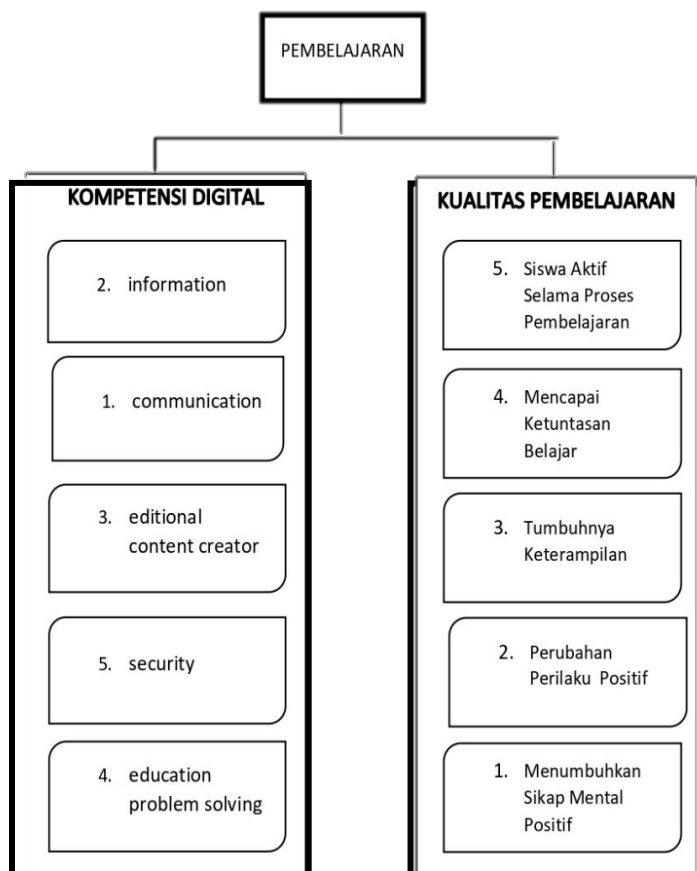 PEMBELAJARAN
KOMPETENSI DIGITAL
2. information
1. communication
3. editional
content creator
5. security
4. education
problem solving
KUALITAS PEMBELAJARAN
5. Siswa Aktif
Selama Proses
Pembelajaran
4. Mencapai
Ketuntasan
Belajar
3. Tumbuhnya
Keterampilan
2. Perubahan
Perilaku Positif
1. Menumbuhkan
Sikap Mental
Positif